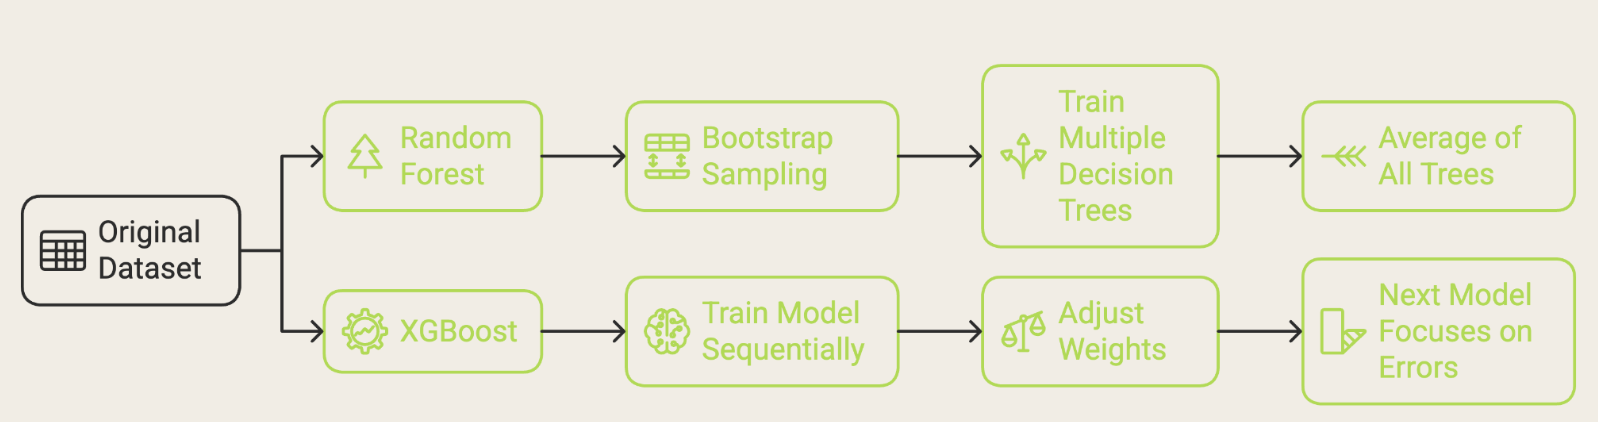 Original
Dataset
Random
Forest
Bootstrap
Sampling
Train
Multiple
Decision
Trees
Average of
All Trees
XGBoost
Train Model
Sequentially
Adjust
Weights
Next Model
Focuses on
Errors